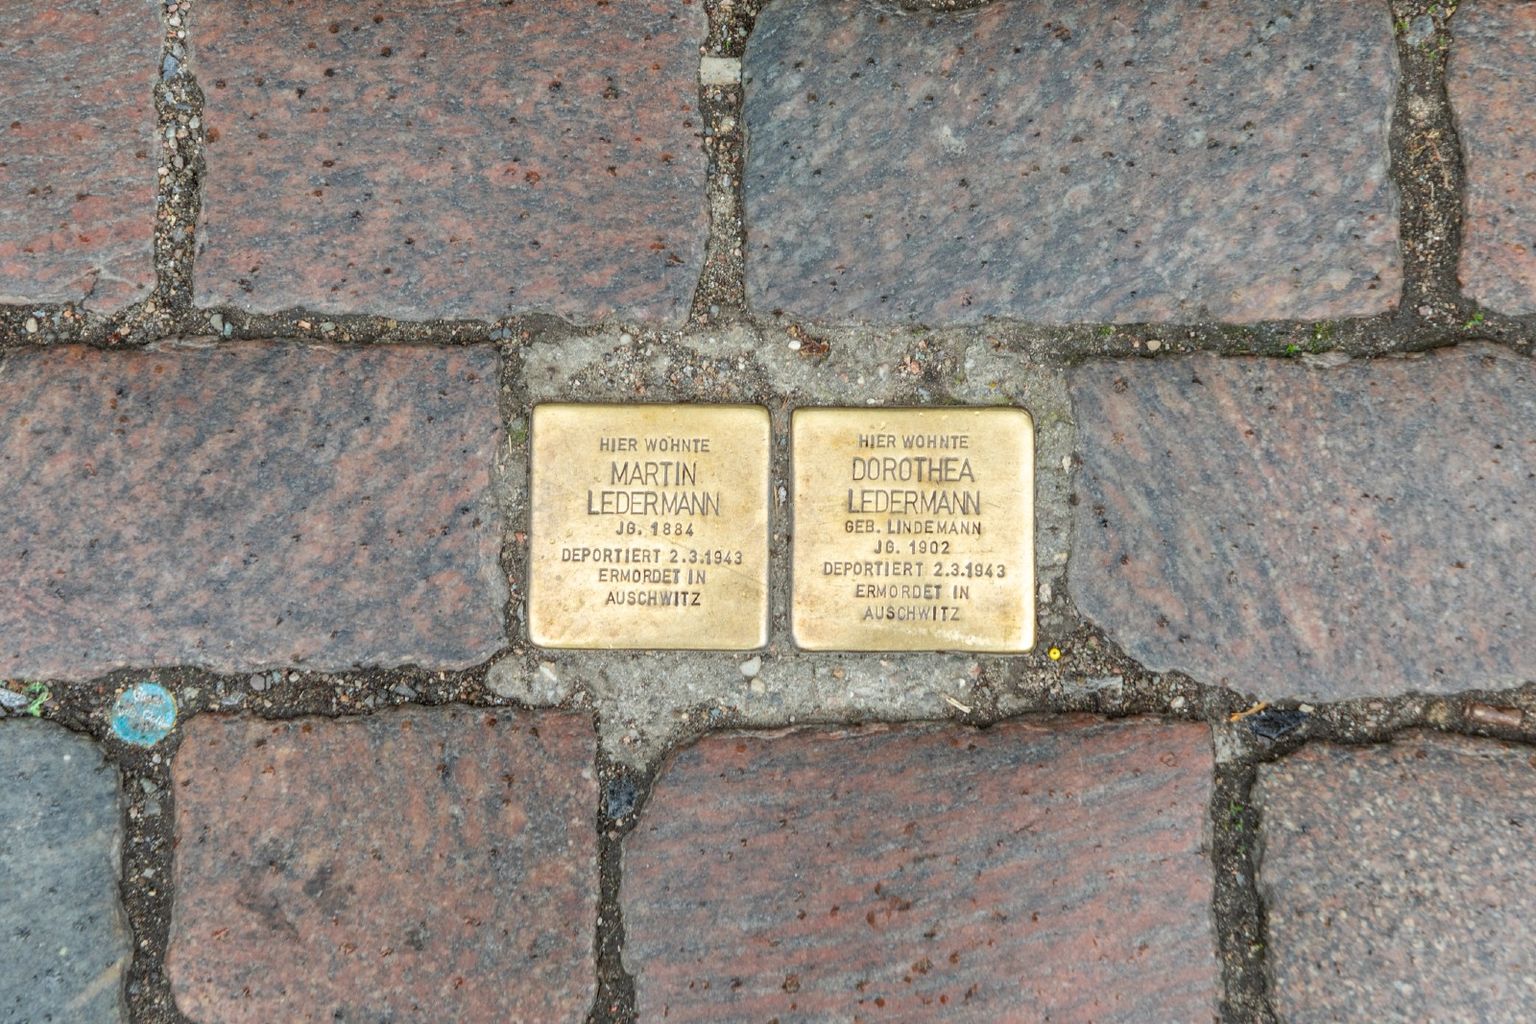 HIER WOHNTE
MARTIN
LEDERMANN
JG. 1884
DEPORTIERT 2.3.1943
ERMORDET IN
AUSCHWITZ
HIER WOHNTE
DOROTHEA
LEDERMANN
GEB. LINDEMANN
JG. 1902
DEPORTIERT 2.3.1943
ERMORDET IN
AUSCHWITZ